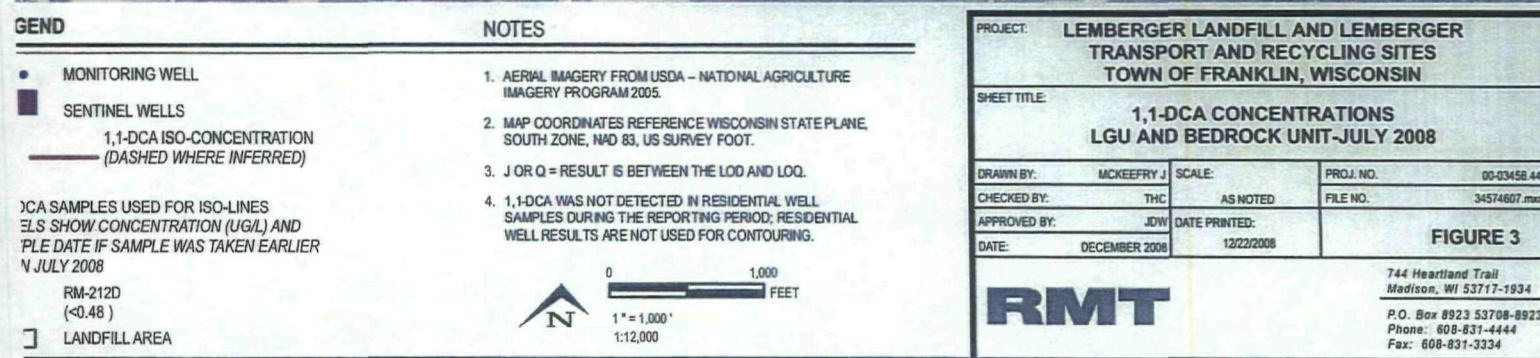 GEND
MONITORING WELL
SENTINEL WELLS
1,1-DCA ISO-CONCENTRATION
(DASHED WHERE INFERRED)
DCA SAMPLES USED FOR ISO-LINES
ELS SHOW CONCENTRATION (UG/L) AND
PLE DATE IF SAMPLE WAS TAKEN EARLIER
N JULY 2008
RM-212D
(<0.48 )
LANDFILL AREA
NOTES
1. AERIAL IMAGERY FROM USDA – NATIONAL AGRICULTURE
IMAGERY PROGRAM 2005.
2. MAP COORDINATES REFERENCE WISCONSIN STATE PLANE,
SOUTH ZONE, NAD 83, US SURVEY FOOT.
3. J OR Q = RESULT IS BETWEEN THE LOD AND LOQ.
4. 1,1-DCA WAS NOT DETECTED IN RESIDENTIAL WELL
SAMPLES DURING THE REPORTING PERIOD; RESIDENTIAL
WELL RESULTS ARE NOT USED FOR CONTOURING.
0 1,000
FEET
N
1 " = 1,000 '
1:12,000
PROJECT: LEMBERGER LANDFILL AND LEMBERGER
TRANSPORT AND RECYCLING SITES
TOWN OF FRANKLIN, WISCONSIN
SHEET TITLE:
1,1-DCA CONCENTRATIONS
LGU AND BEDROCK UNIT-JULY 2008
DRAWN BY: MCKEEFRY J SCALE: PROJ. NO. 00-03456.44
CHECKED BY: THC AS NOTED FILE NO. 34574607.mx
APPROVED BY: JDW DATE PRINTED:
DATE: DECEMBER 2008 12/22/2008 FIGURE 3
RMT
744 Heartland Trail
Madison, WI 53717-1934
P.O. Box 8923 53708-8923
Phone: 608-831-4444
Fax: 608-831-3334